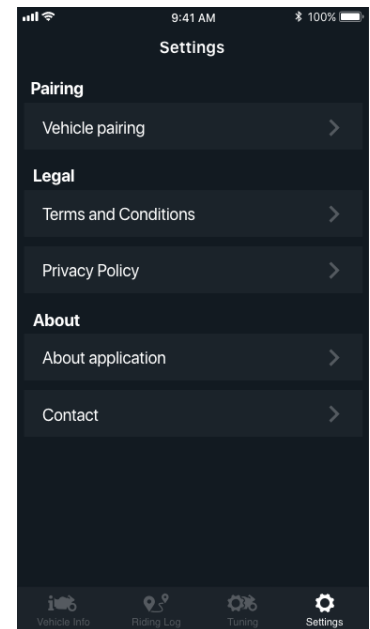 9:41 AM 100%
Settings
Pairing
Vehicle pairing
Legal
Terms and Conditions
Privacy Policy
About
About application
Contact
Vehicle Info Riding Log Tuning Settings